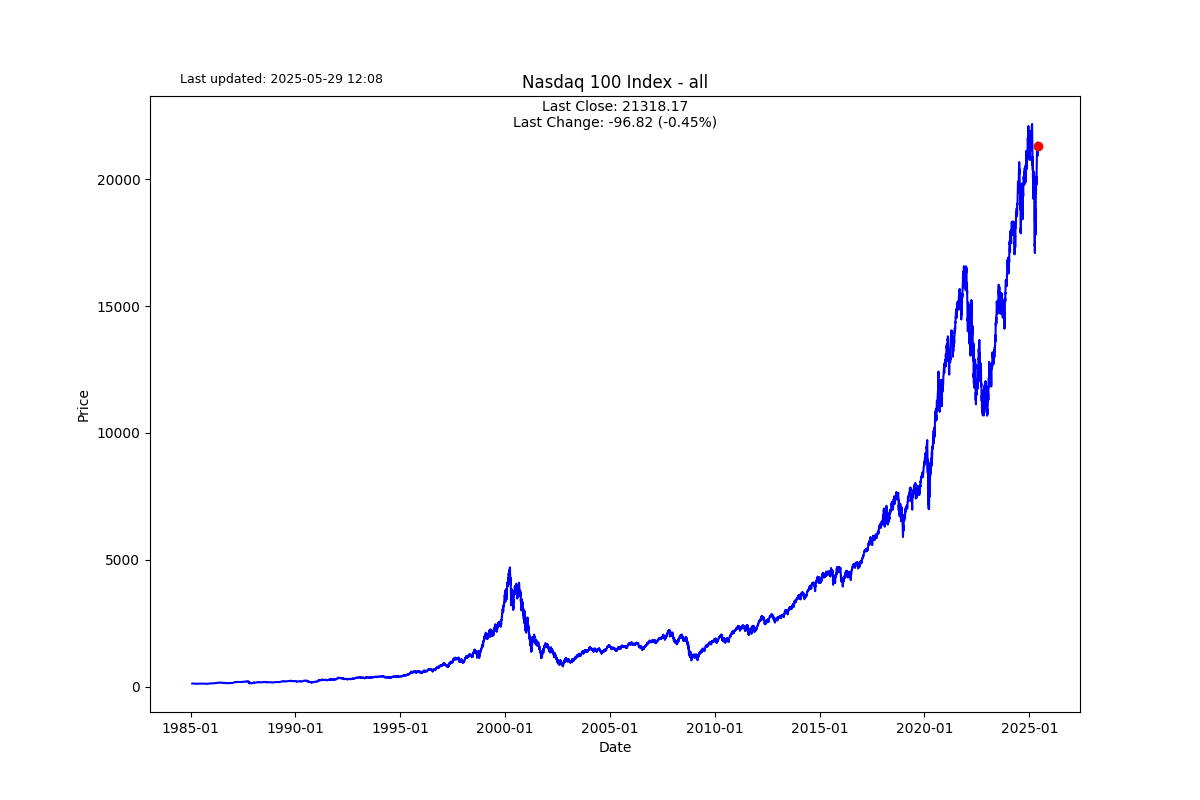 Last updated: 2025-05-29 12:08
Nasdaq 100 Index - all
Last Close: 21318.17
Last Change: -96.82 (-0.45%)
Price
20000
15000
10000
5000
0
1985-01
1990-01
1995-01
2000-01
2005-01
2010-01
2015-01
2020-01
2025-01
Date